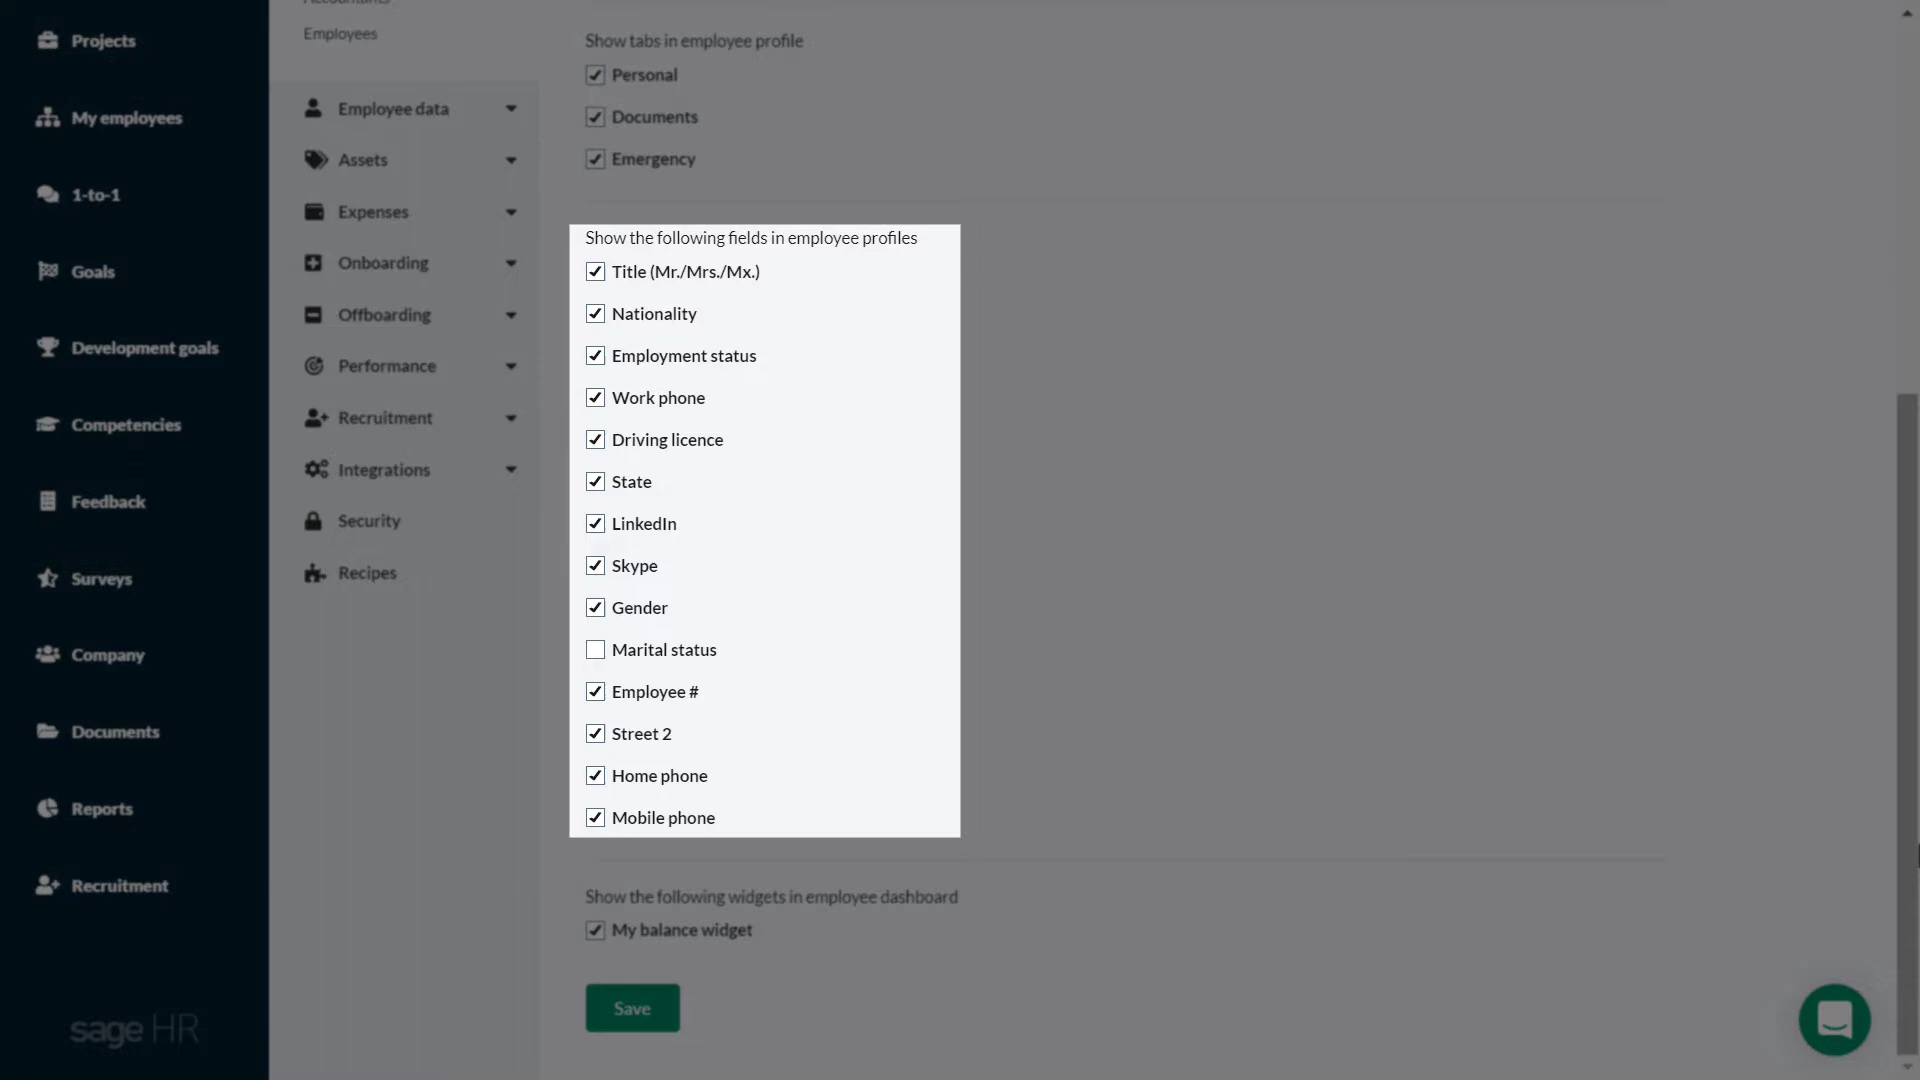 Projects
My employees
1-to-1
Goals
Development goals
Competencies
Feedback
Surveys
Company
Documents
Reports
Recruitment
sage HR
Accountants
Employees
Employee data
Assets
Expenses
Onboarding
Offboarding
Performance
Recruitment
Integrations
Security
Recipes
Show tabs in employee profile
Personal
Documents
Emergency
Show the following fields in employee profiles
Title (Mr./Mrs./Mx.)
Nationality
Employment status
Work phone
Driving licence
State
LinkedIn
Skype
Gender
Marital status
Employee #
Street 2
Home phone
Mobile phone
Show the following widgets in employee dashboard
My balance widget
Save